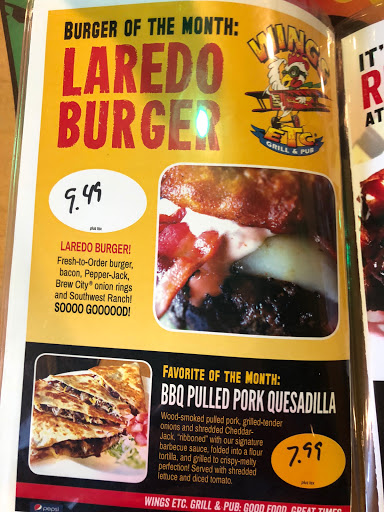 BURGER OF THE MONTH:
LAREDO
BURGER
WINGS
ETC.
GRILL & PUB
9.49
plus tax
LAREDO BURGER!
Fresh-to-Order burger,
bacon, Pepper-Jack,
Brew City® onion rings
and Southwest Ranch!
SOOOO GOOOOD!
FAVORITE OF THE MONTH:
BBQ PULLED PORK QUESADILLA
Wood-smoked pulled pork, grilled-tender
onions and shredded Cheddar-
Jack, "ribboned" with our signature
barbecue sauce, folded into a flour
tortilla, and grilled to crispy-melty
perfection! Served with shredded
lettuce and diced tomato.
7.99
plus tax
pepsi
WINGS ETC. GRILL & PUB: GOOD FOOD, GREAT TIMES
IT'
R
AT